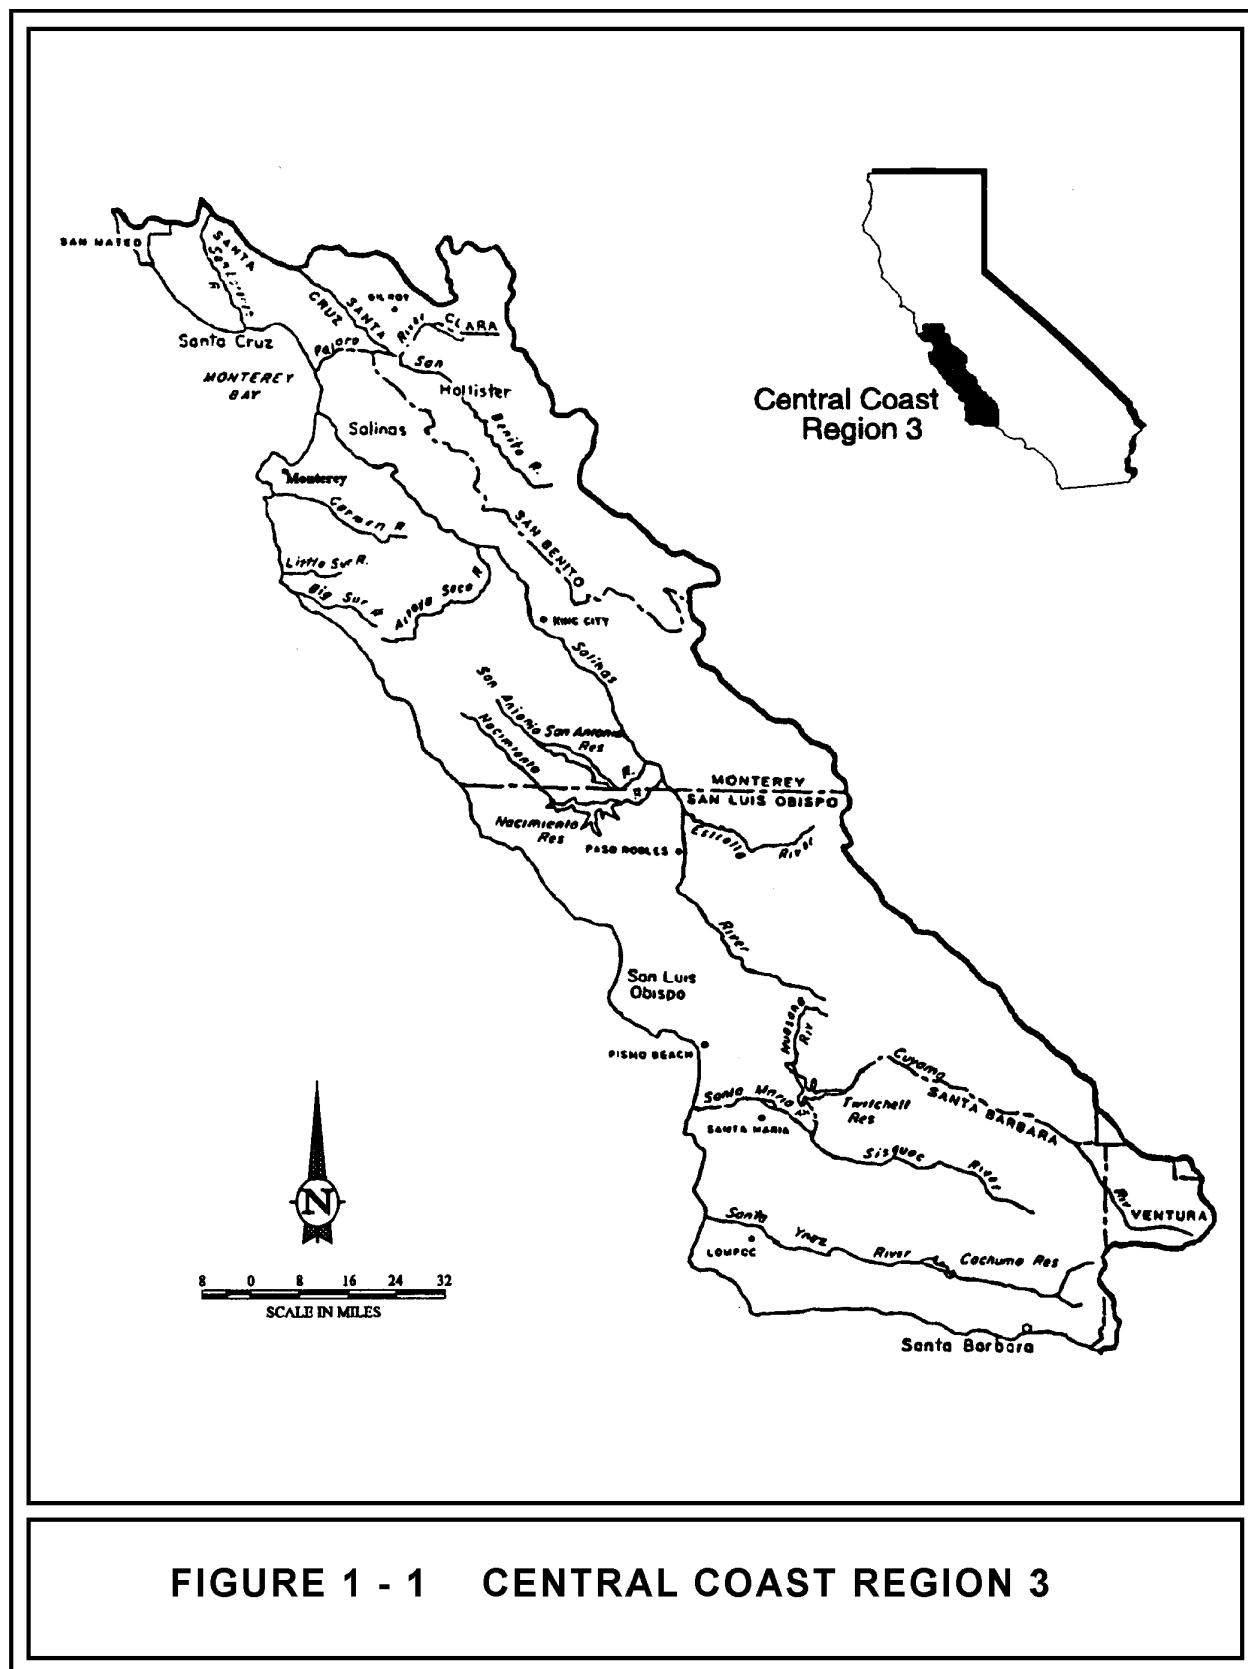 SAN MATEO
SANTA
CRUZ
San Lorenzo
R
SANTA
CLARA
GILROY
River
Santa Cruz
Pajaro
San
MONTEREY
BAY
Hollister
Benito R.
Salinas
Central Coast
Region 3
Monterey
Carmel R
SAN BENITO
Little Sur R.
Big Sur R
Arroyo Seco R
KING CITY
Salinas
San Antonio
San Antonio
Res
Nacimiento
R.
R.
MONTEREY
SAN LUIS OBISPO
Nacimiento
Res
Estrella
River
PASO ROBLES
River
San Luis
Obispo
Huasna
Riv
PISMO BEACH
Cuyama
Santa Maria
Twitchell
Res
SANTA BARBARA
SANTA MARIA
Sisquoc
River
Riv
VENTURA
Santa
Ynez
River
Cachuma Res
LOMPOC
N
8 0 8 16 24 32
SCALE IN MILES
Santa Barbara
FIGURE 1 - 1 CENTRAL COAST REGION 3